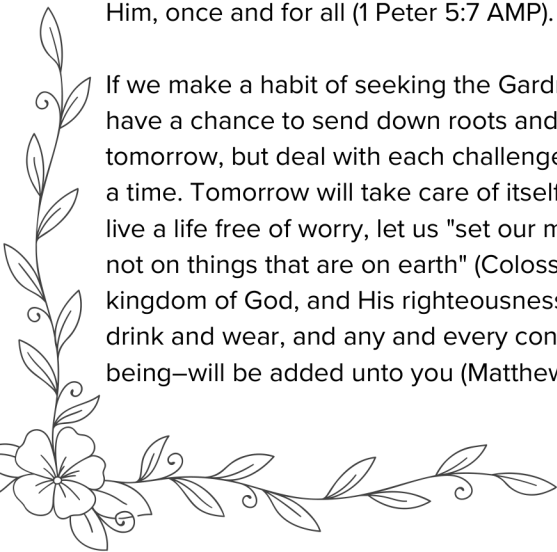 Him, once and for all (1 Peter 5:7 AMP).
If we make a habit of seeking the
have a chance to send down roots and
tomorrow, but deal with each challenge
a time. Tomorrow will take care of itself
live a life free of worry, let us "set our
not on things that are on earth" (Coloss
kingdom of God, and His righteousness
drink and wear, and any and every con
being–will be added unto you (Matthew